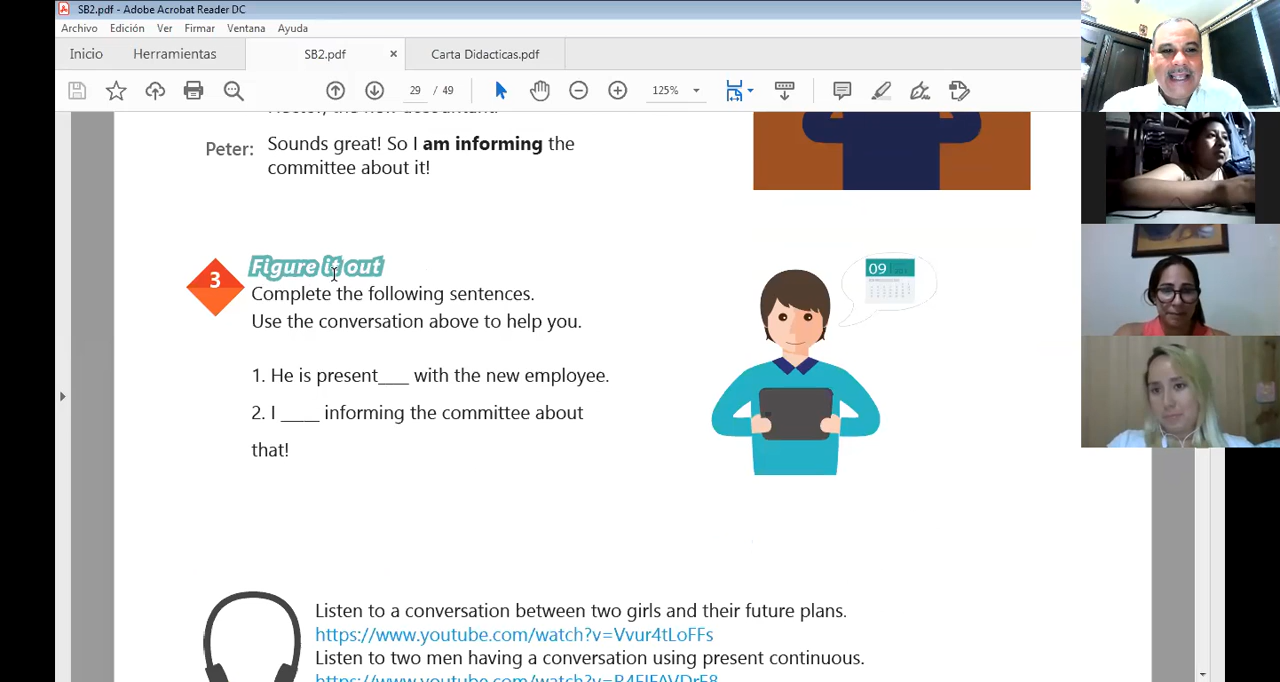 SB2.pdf - Adobe Acrobat Reader DC
Archivo Edición Ver Firmar Ventana Ayuda
Inicio Herramientas SB2.pdf × Carta Didacticas.pdf
29 / 49 125%
Sounds great! So I am informing the
Peter:
committee about it!
3
Figure it out
Complete the following sentences.
Use the conversation above to help you.
09
1. He is present___ with the new employee.
2. I ____ informing the committee about
that!
Listen to a conversation between two girls and their future plans.
https://www.youtube.com/watch?v=Vvur4tLoFFs
Listen to two men having a conversation using present continuous.